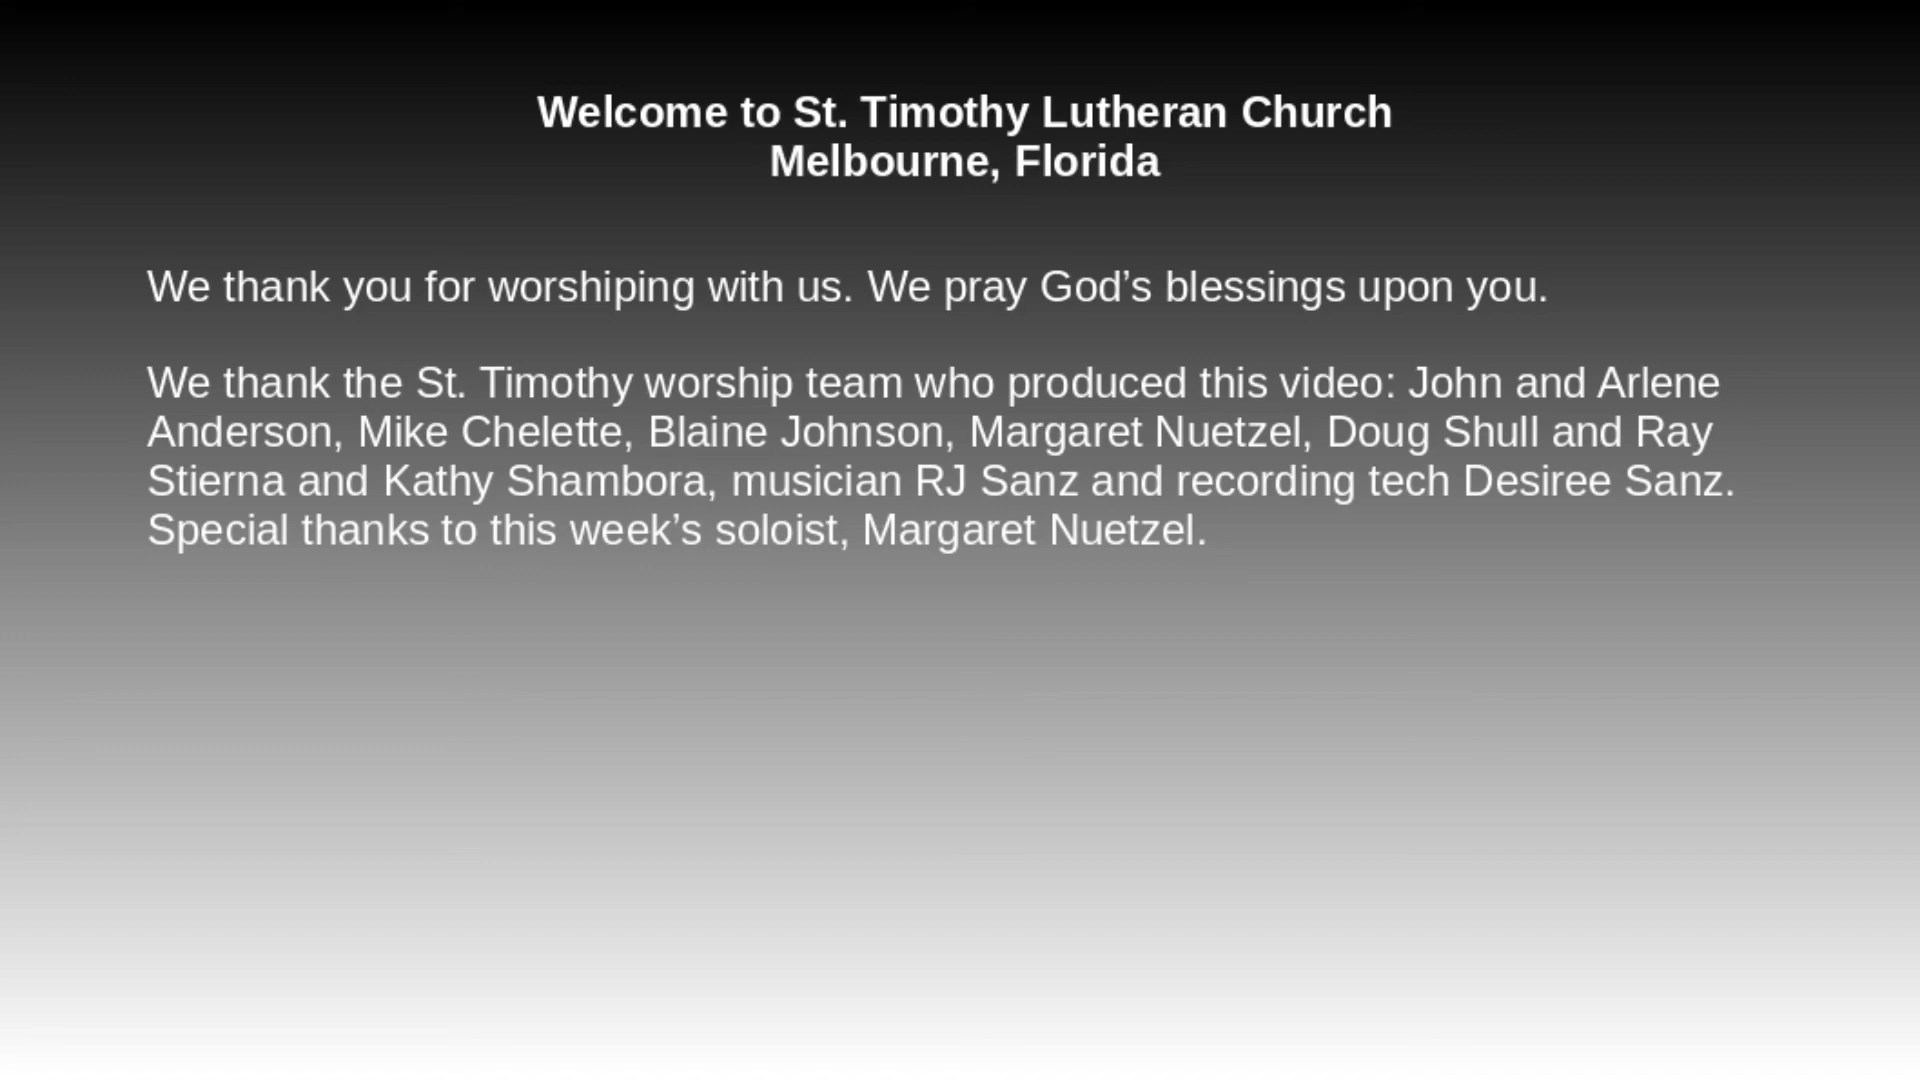 Welcome to St. Timothy Lutheran Church
Melbourne, Florida
We thank you for worshiping with us. We pray God’s blessings upon you.
We thank the St. Timothy worship team who produced this video: John and Arlene
Anderson, Mike Chelette, Blaine Johnson, Margaret Nuetzel, Doug Shull and Ray
Stierna and Kathy Shambora, musician RJ Sanz and recording tech Desiree Sanz.
Special thanks to this week’s soloist, Margaret Nuetzel.